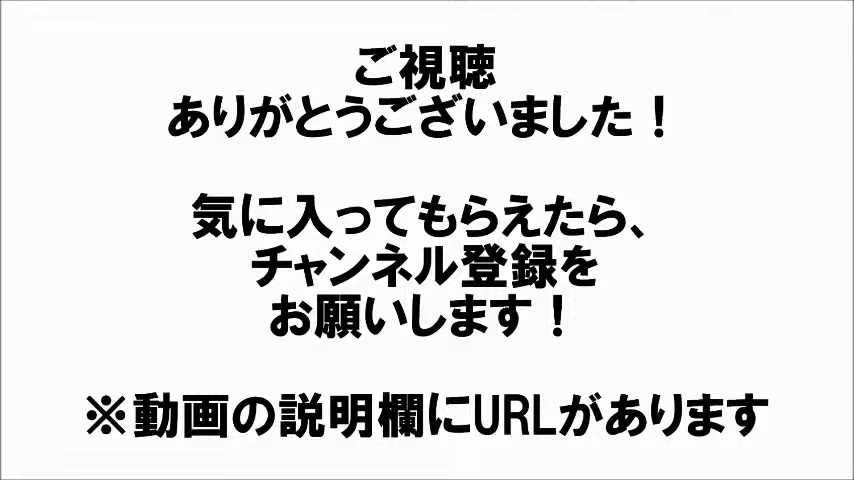 ご視聴
ありがとうございました！
気に入ってもらえたら、
チャンネル登録を
お願いします！
※動画の説明欄にURLがあります